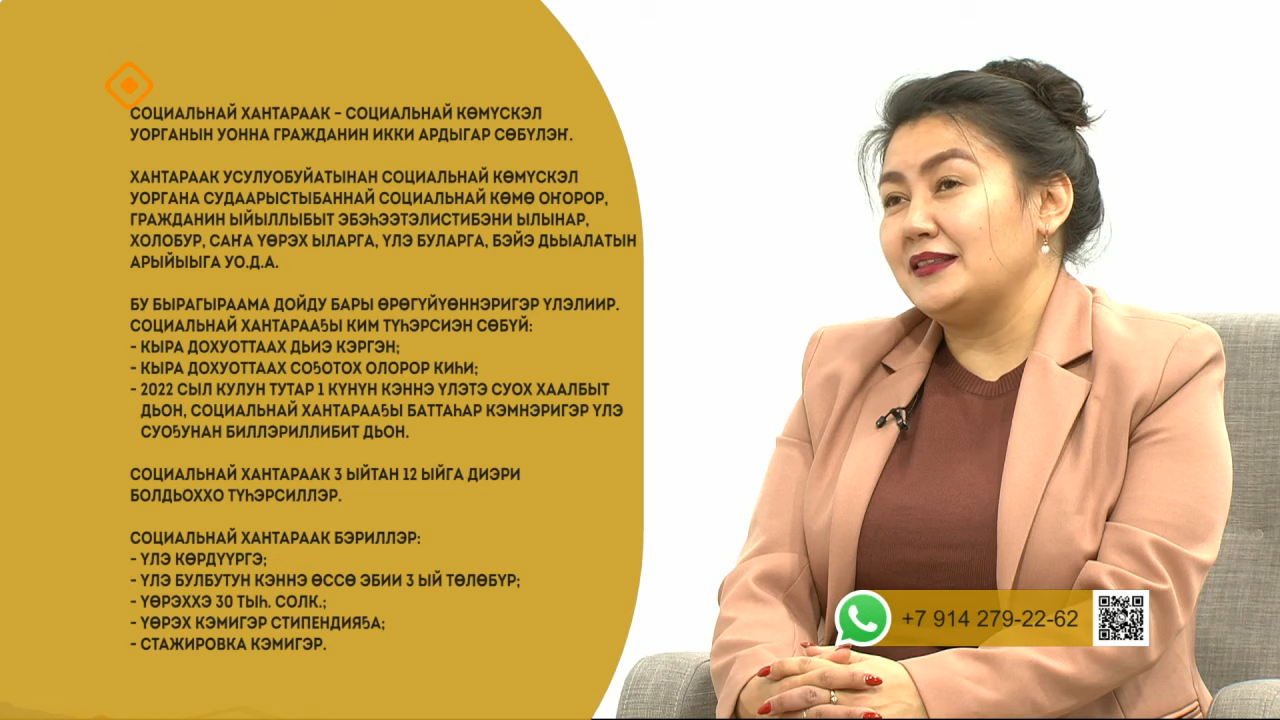 СОЦИАЛЬНАЙ ХАНТАРААК – СОЦИАЛЬНАЙ КӨМҮСКЭЛ
УОРГАНЫН УОННА ГРАЖДАНИН ИККИ АРДЫГАР СӨБҮЛЭҤ.
ХАНТАРААК УСУЛУОБУЙАТЫНАН СОЦИАЛЬНАЙ КӨМҮСКЭЛ
УОРГАНА СУДААРЫСТЫБАННАЙ СОЦИАЛЬНАЙ КӨМӨ ОҤОРОР,
ГРАЖДАНИН ЫЙЫЛЛЫБЫТ ЭБЭҺЭЭТЭЛИСТИБЭНИ ЫЛЫНАР,
ХОЛОБУР, САҤА ҮӨРЭХ ЫЛАРГА, ҮЛЭ БУЛАРГА, БЭЙЭ ДЬЫАЛАТЫН
АРЫЙЫЫГА УО.Д.А.
БУ БЫРАГЫРААМА ДОЙДУ БАРЫ ӨРӨГҮЙҮӨННЭРИГЭР ҮЛЭЛИИР.
СОЦИАЛЬНАЙ ХАНТАРААҔЫ КИМ ТҮҺЭРСИЭН СӨБҮЙ:
- КЫРА ДОХУОТТААХ ДЬИЭ КЭРГЭН;
- КЫРА ДОХУОТТААХ СОҔОТОХ ОЛОРОР КИҺИ;
- 2022 СЫЛ КУЛУН ТУТАР 1 КҮНҮН КЭННЭ ҮЛЭТЭ СУОХ ХААЛБЫТ
ДЬОН, СОЦИАЛЬНАЙ ХАНТАРААҔЫ БАТТАҺАР КЭМНЭРИГЭР ҮЛЭ
СУОҔУНАН БИЛЛЭРИЛЛИБИТ ДЬОН.
СОЦИАЛЬНАЙ ХАНТАРААК 3 ЫЙТАН 12 ЫЙГА ДИЭРИ
БОЛДЬОХХО ТҮҺЭРСИЛЛЭР.
СОЦИАЛЬНАЙ ХАНТАРААК БЭРИЛЛЭР:
- ҮЛЭ КӨРДҮҮРГЭ;
- ҮЛЭ БУЛБУТУН КЭННЭ ӨССӨ ЭБИИ 3 ЫЙ ТӨЛӨБҮР;
- ҮӨРЭХХЭ 30 ТЫҺ. СОЛК.;
- ҮӨРЭХ КЭМИГЭР СТИПЕНДИЯҔА;
- СТАЖИРОВКА КЭМИГЭР.
+7 914 279-22-62